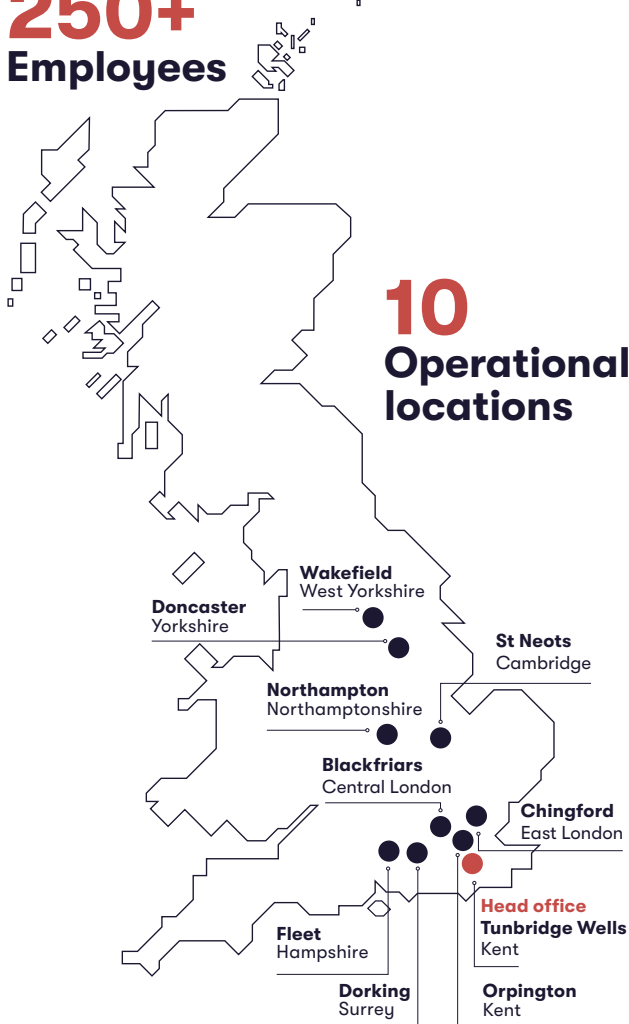 250+
Employees
10
Operational
locations
Wakefield
West Yorkshire
Doncaster
Yorkshire
St Neots
Cambridge
Northampton
Northamptonshire
Blackfriars
Central London
Chingford
East London
Head office
Tunbridge Wells
Kent
Fleet
Hampshire
Dorking
Surrey
Orpington
Kent